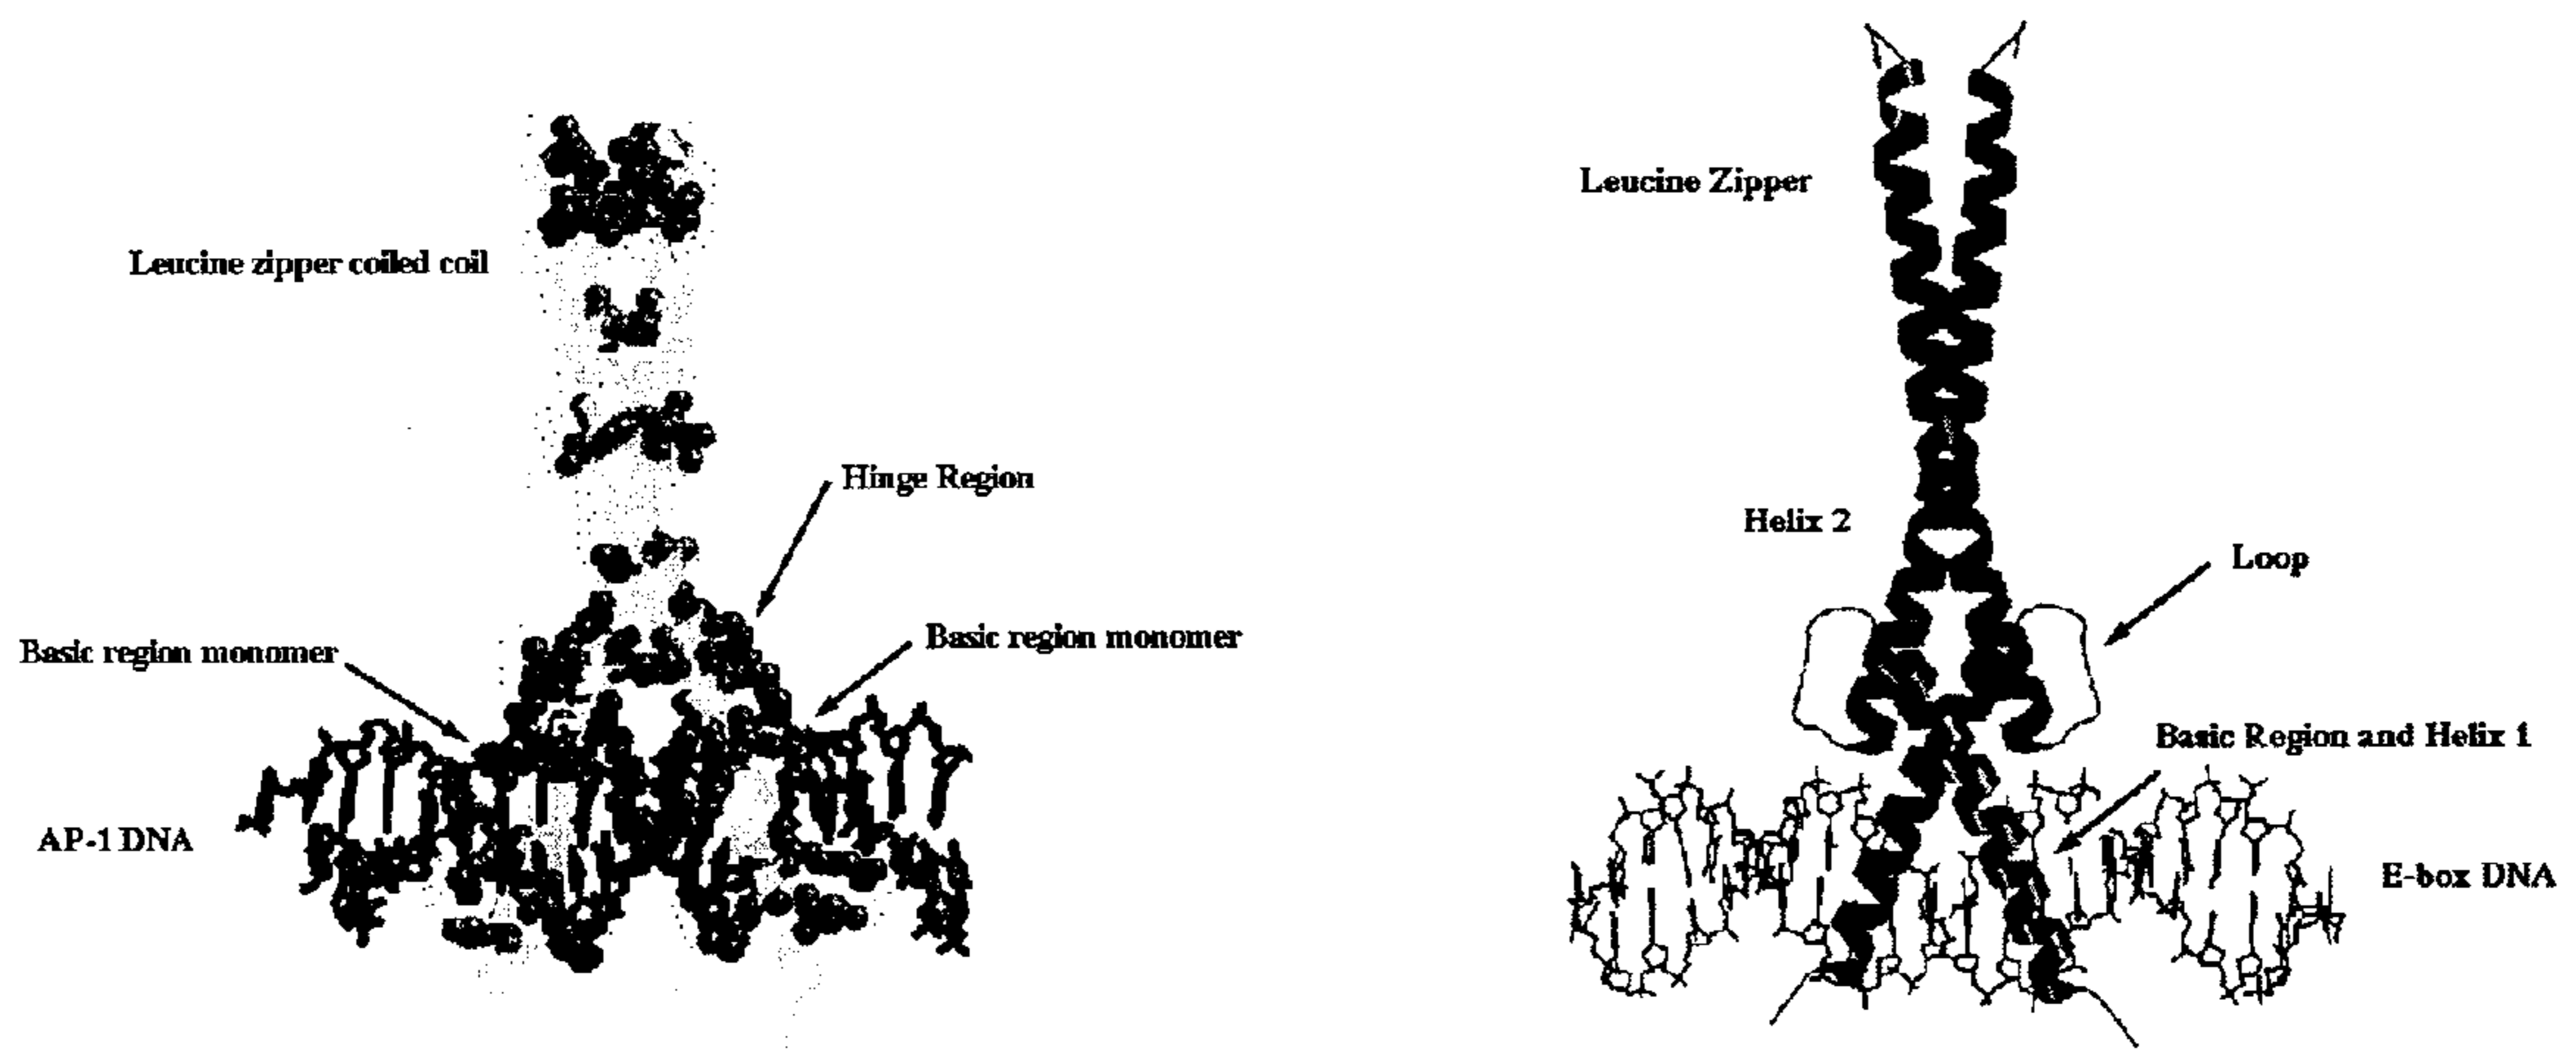 Leucine zipper coiled coil
Hinge Region
Basic region monomer
Basic region monomer
AP-1 DNA
Leucine Zipper
Helix 2
Loop
Basic Region and Helix 1
E-box DNA